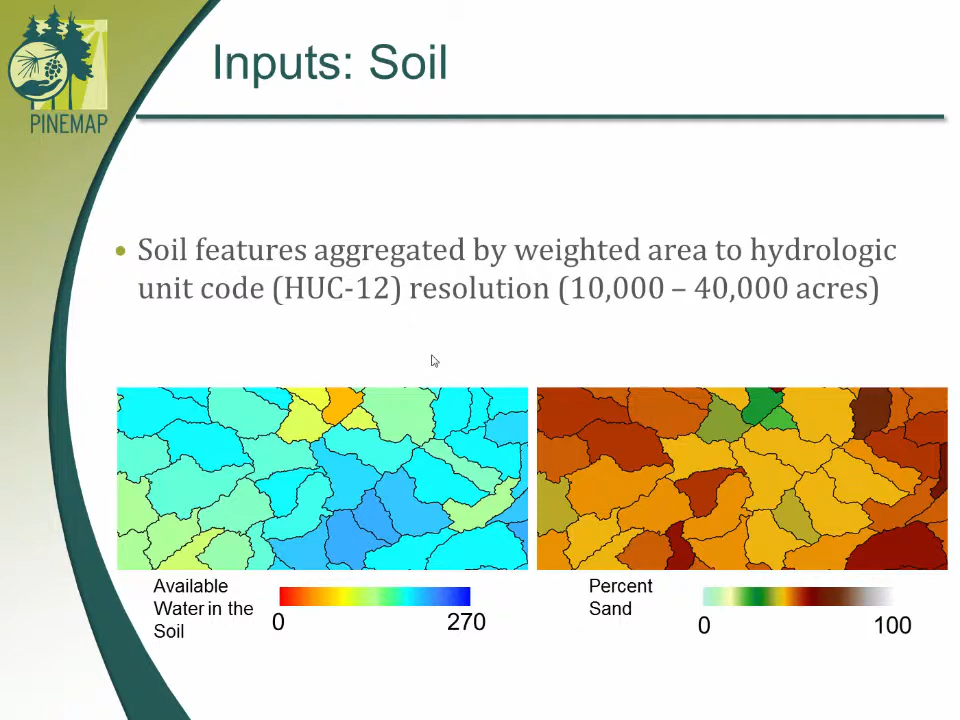 Inputs: Soil
PINEMAP
• Soil features aggregated by weighted area to hydrologic
unit code (HUC-12) resolution (10,000 – 40,000 acres)
Available
Water in the
Soil
0
270
Percent
Sand
0
100